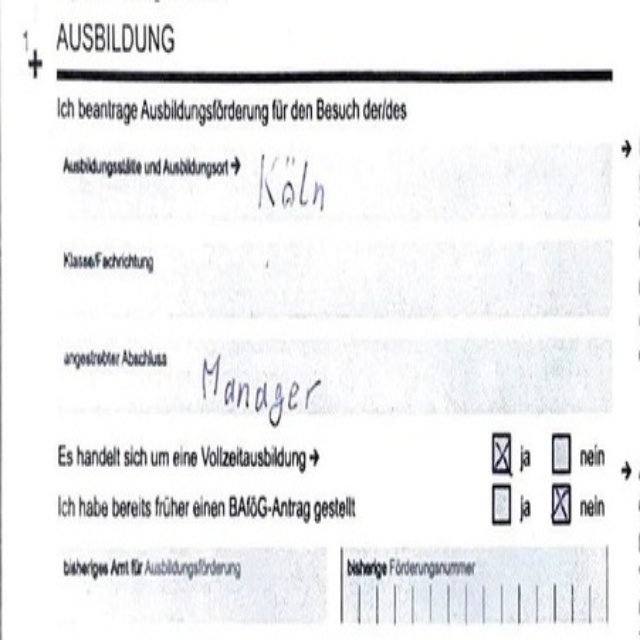 1
AUSBILDUNG
Ich beantrage Ausbildungsförderung für den Besuch der/des
Ausbildungsstätte und Ausbildungsort → Köln
Klasse/Fachrichtung
angestrebter Abschluss Manager
Es handelt sich um eine Vollzeitausbildung → ja nein
Ich habe bereits früher einen BAföG-Antrag gestellt ja nein
bisheriges Amt für Ausbildungsförderung bisherige Förderungsnummer